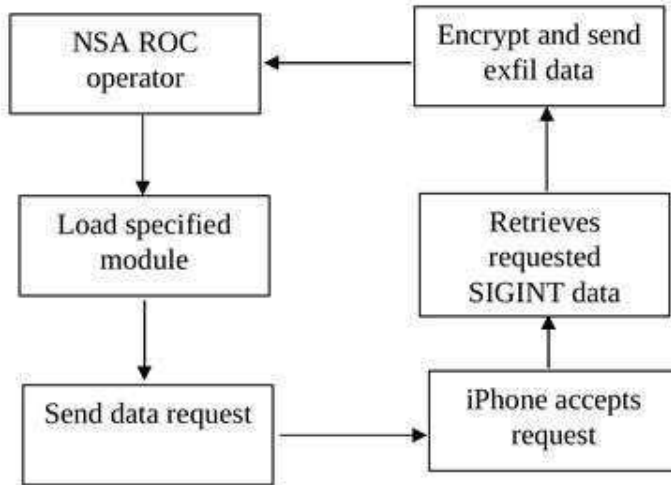 NSA ROC
operator
Load specified
module
Send data request
iPhone accepts
request
Retrieves
requested
SIGINT data
Encrypt and send
exfil data